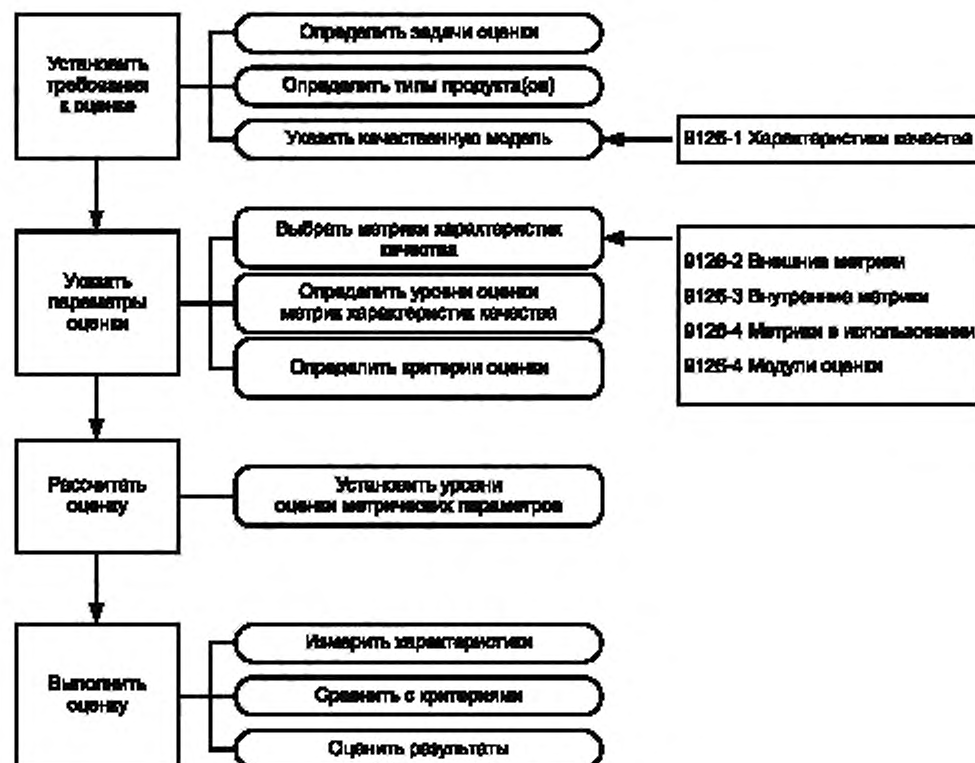 Установить
требования
к оценке
Определить задачи оценки
Определить типы продукта(ов)
Указать качественную модель
9126-1 Характеристики качества
Указать
параметры
оценки
Выбрать метрики характеристик
качества
Определить уровни оценки
метрик характеристик качества
Определить критерии оценки
9126-2 Внешние метрики
9126-3 Внутренние метрики
9126-4 Метрики в использовании
9126-4 Модули оценки
Рассчитать
оценку
Установить уровни
оценки метрических параметров
Выполнить
оценку
Измерить характеристики
Сравнить с критериями
Оценить результаты